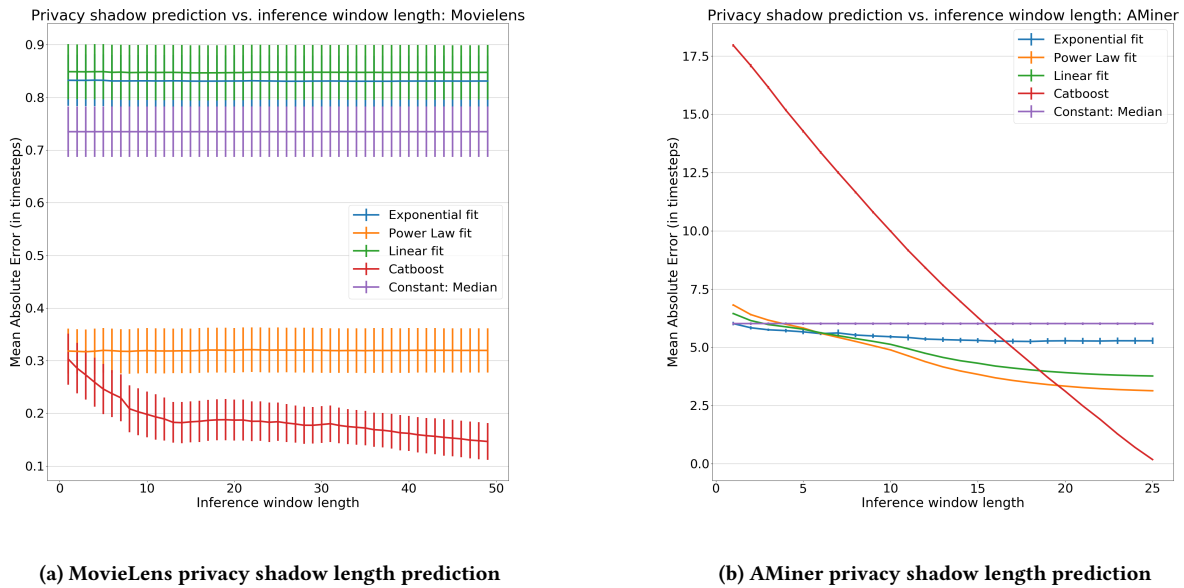 Privacy shadow prediction vs. inference window length: Movielens
0.9
0.8
0.7
0.6
0.5
0.4
0.3
0.2
0.1
Mean Absolute Error (in timesteps)
Exponential fit
Power Law fit
Linear fit
Catboost
Constant: Median
0 10 20 30 40 50
Inference window length
(a) MovieLens privacy shadow length prediction
Privacy shadow prediction vs. inference window length: AMiner
17.5
15.0
12.5
10.0
7.5
5.0
2.5
0.0
Mean Absolute Error (in timesteps)
Exponential fit
Power Law fit
Linear fit
Catboost
Constant: Median
0 5 10 15 20 25
Inference window length
(b) AMiner privacy shadow length prediction